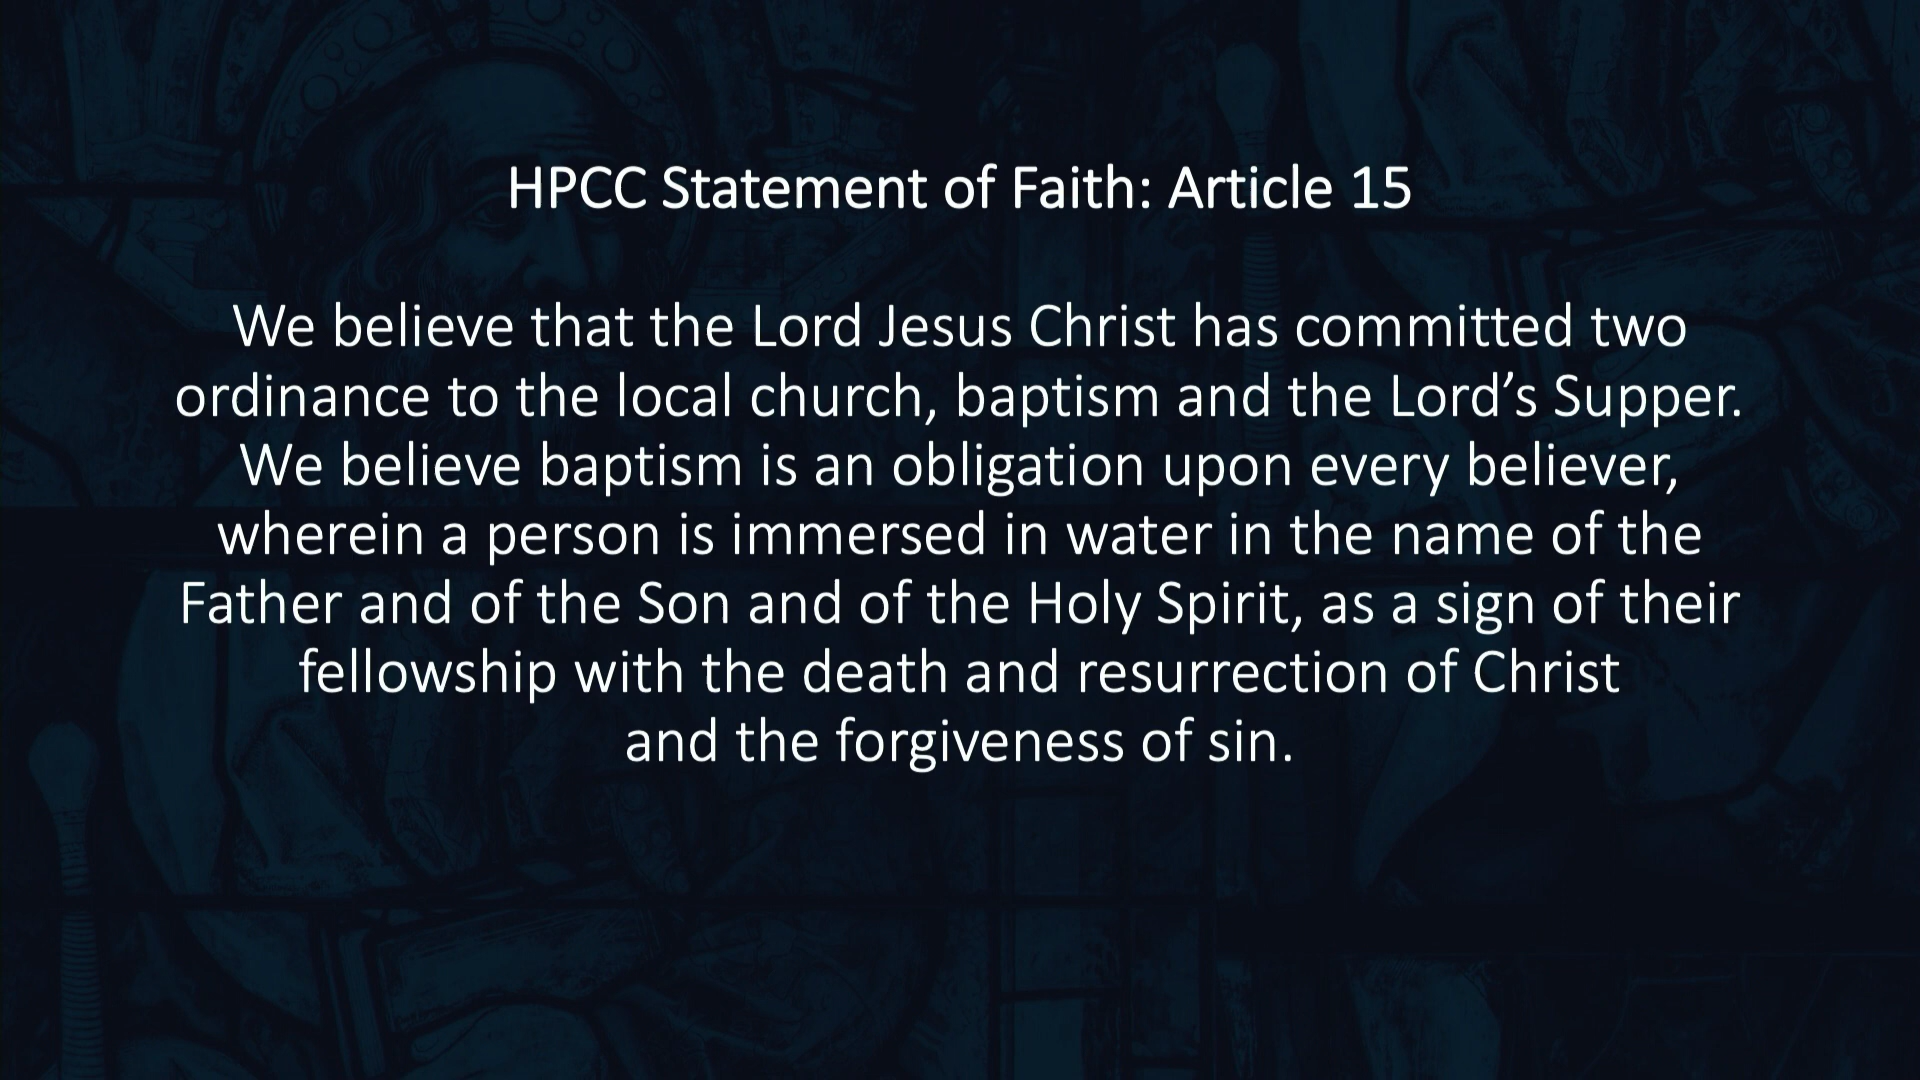 HPCC Statement of Faith: Article 15
We believe that the Lord Jesus Christ has committed two
ordinance to the local church, baptism and the Lord’s Supper.
We believe baptism is an obligation upon every believer,
wherein a person is immersed in water in the name of the
Father and of the Son and of the Holy Spirit, as a sign of their
fellowship with the death and resurrection of Christ
and the forgiveness of sin.